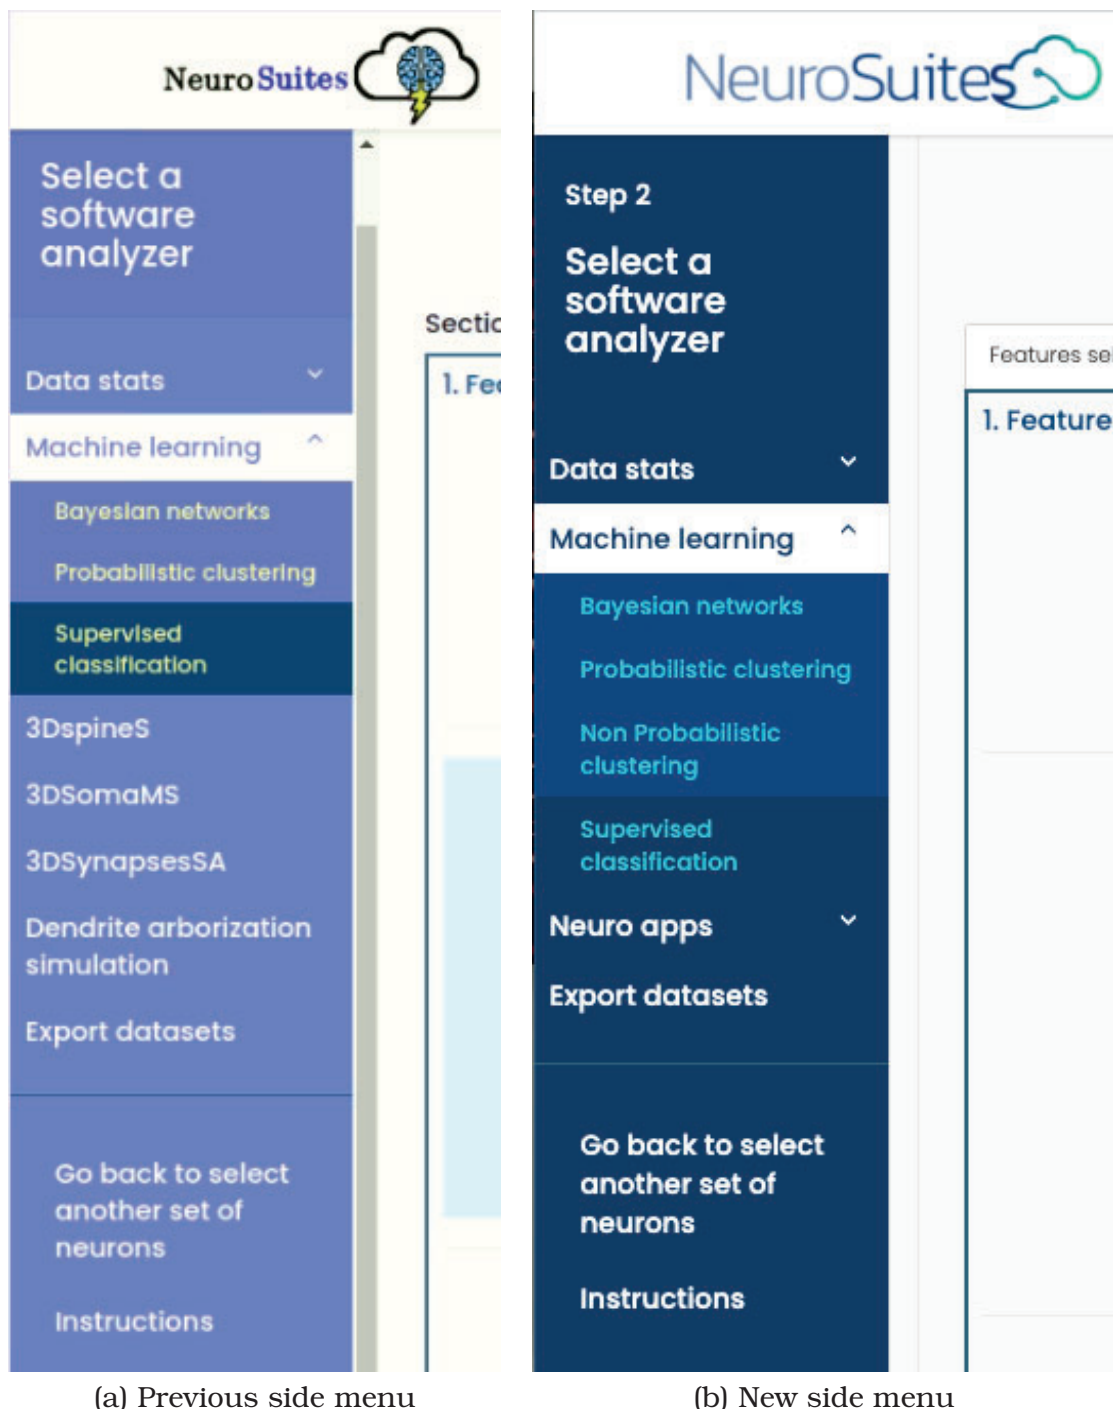 NeuroSuites
Select a
software
analyzer
Data stats
Machine learning
Bayesian networks
Probabilistic clustering
Supervised
classification
3DspineS
3DSomaMS
3DSynapsesSA
Dendrite arborization
simulation
Export datasets
Go back to select
another set of
neurons
Instructions
Sectio
1. Fea
(a) Previous side menu
NeuroSuites
Step 2
Select a
software
analyzer
Data stats
Machine learning
Bayesian networks
Probabilistic clustering
Non Probabilistic
clustering
Supervised
classification
Neuro apps
Export datasets
Go back to select
another set of
neurons
Instructions
Features sel
1. Feature
(b) New side menu